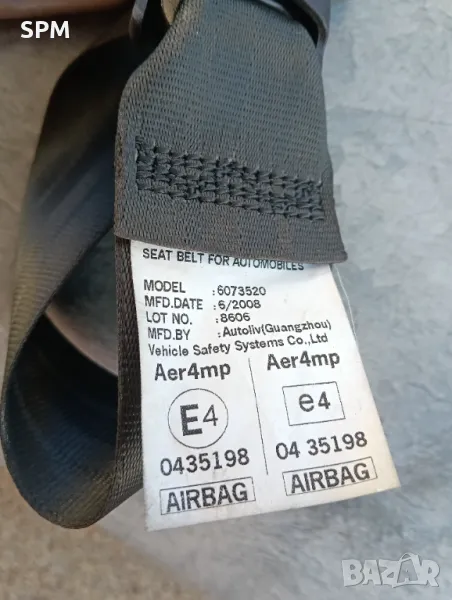 SPM
SEAT BELT FOR AUTOMOBILES
MODEL :6073520
MFD.DATE :6/2008
LOT NO. :8606
MFD.BY :Autoliv(Guangzhou)
Vehicle Safety Systems Co.,Ltd
Aer4mp Aer4mp
E4 e4
0435198 04 35198
AIRBAG AIRBAG
BAZAR